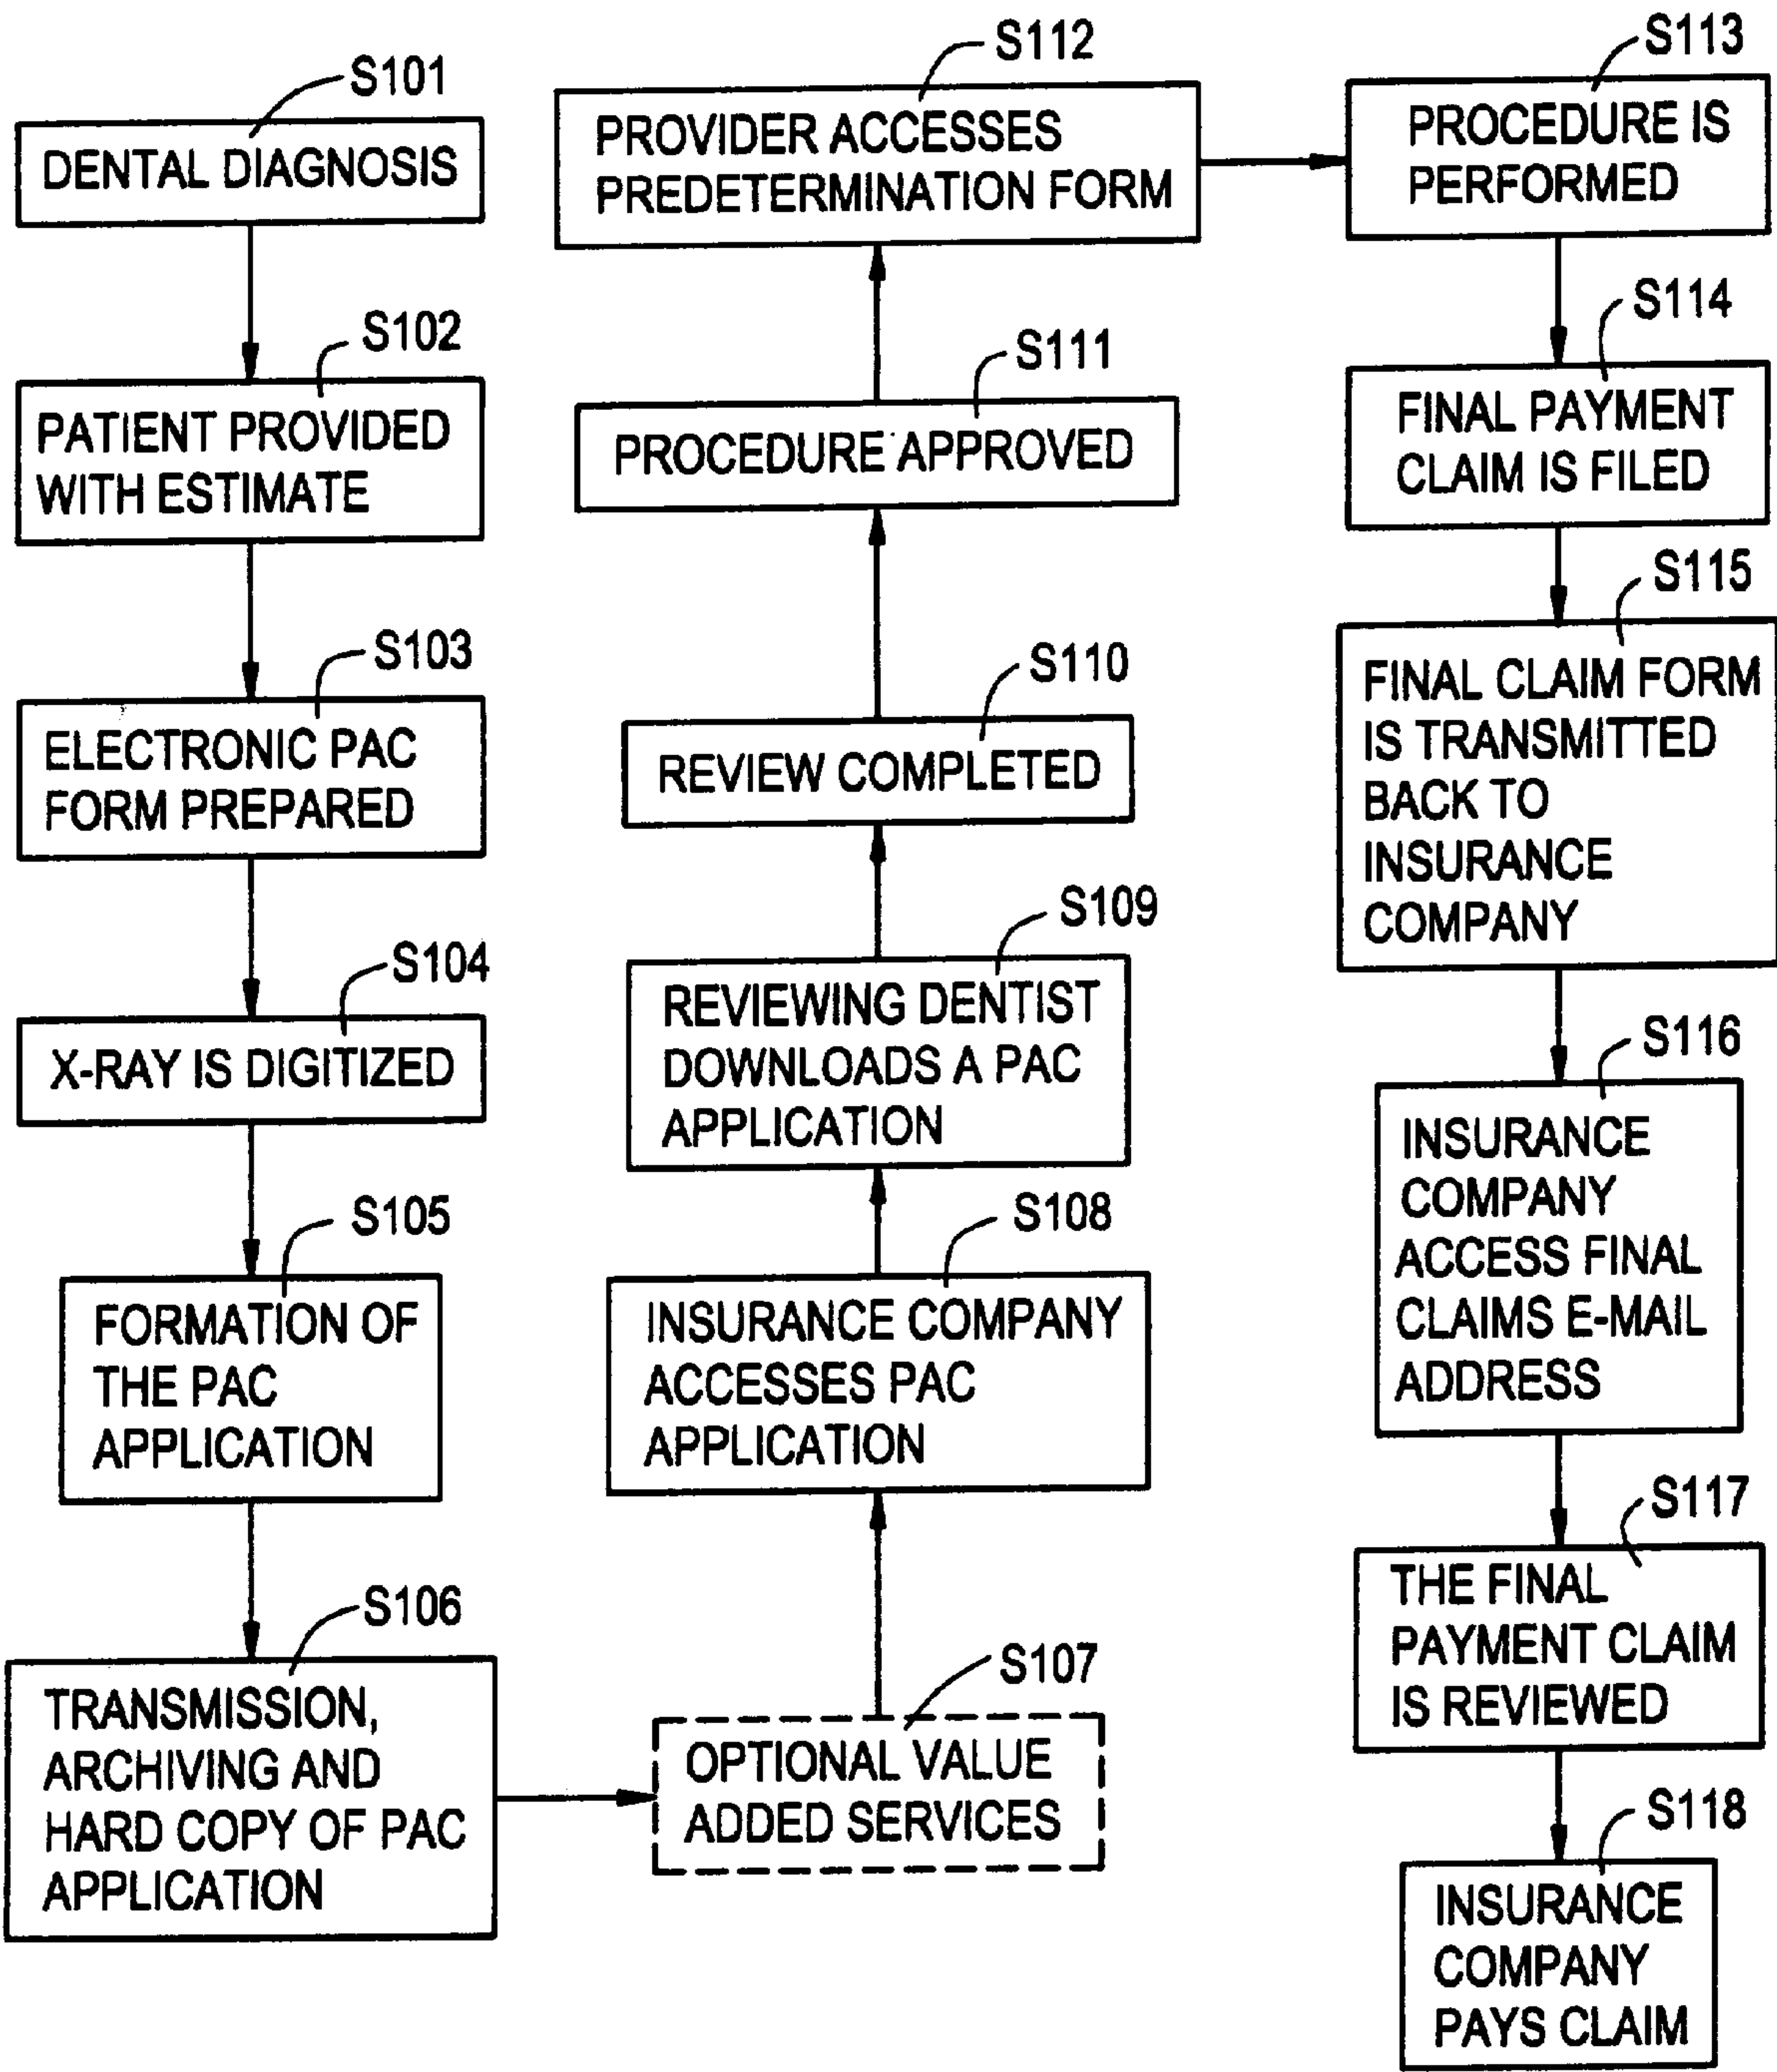 S101
DENTAL DIAGNOSIS
S102
PATIENT PROVIDED
WITH ESTIMATE
S103
ELECTRONIC PAC
FORM PREPARED
S104
X-RAY IS DIGITIZED
S105
FORMATION OF
THE PAC
APPLICATION
S106
TRANSMISSION,
ARCHIVING AND
HARD COPY OF PAC
APPLICATION
S107
OPTIONAL VALUE
ADDED SERVICES
S108
INSURANCE COMPANY
ACCESSES PAC
APPLICATION
S109
REVIEWING DENTIST
DOWNLOADS A PAC
APPLICATION
S110
REVIEW COMPLETED
S111
PROCEDURE APPROVED
S112
PROVIDER ACCESSES
PREDETERMINATION FORM
S113
PROCEDURE IS
PERFORMED
S114
FINAL PAYMENT
CLAIM IS FILED
S115
FINAL CLAIM FORM
IS TRANSMITTED
BACK TO
INSURANCE
COMPANY
S116
INSURANCE
COMPANY
ACCESS FINAL
CLAIMS E-MAIL
ADDRESS
S117
THE FINAL
PAYMENT CLAIM
IS REVIEWED
S118
INSURANCE
COMPANY
PAYS CLAIM